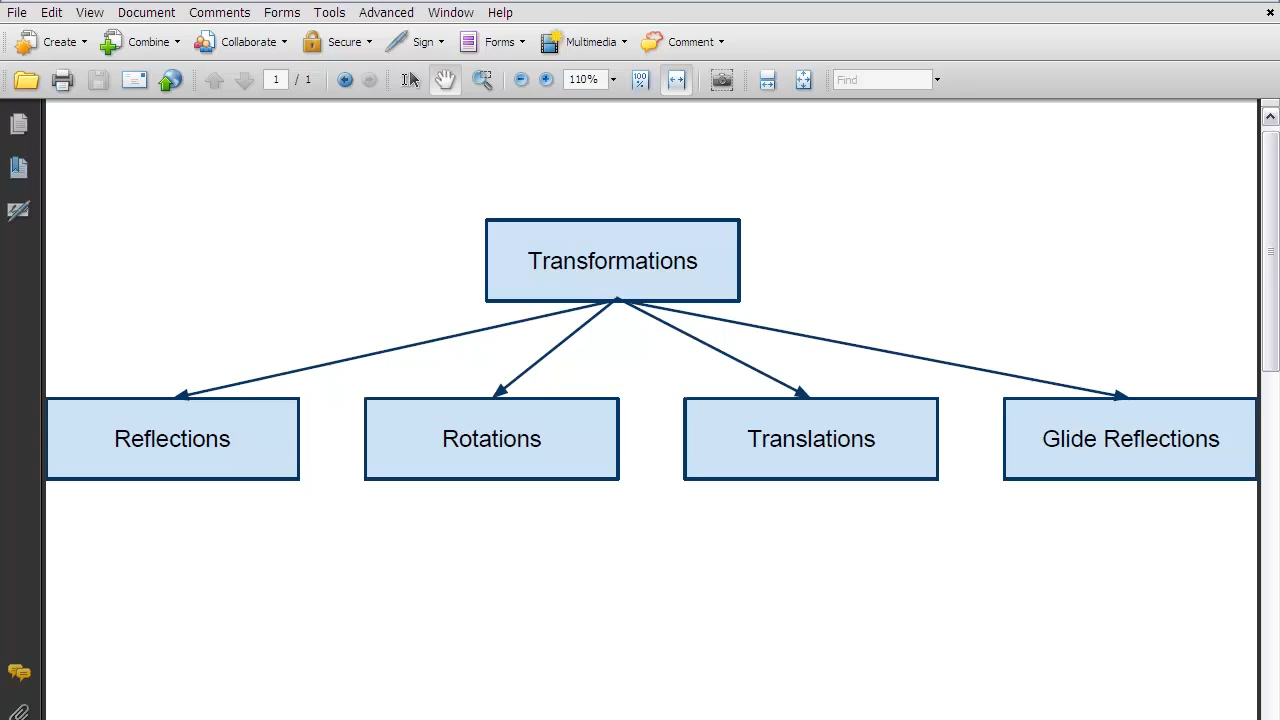 File Edit View Document Comments Forms Tools Advanced Window Help
Create Combine Collaborate Secure Sign Forms Multimedia Comment
1 / 1 110% 100 % Find
Transformations
Reflections Rotations Translations Glide Reflections